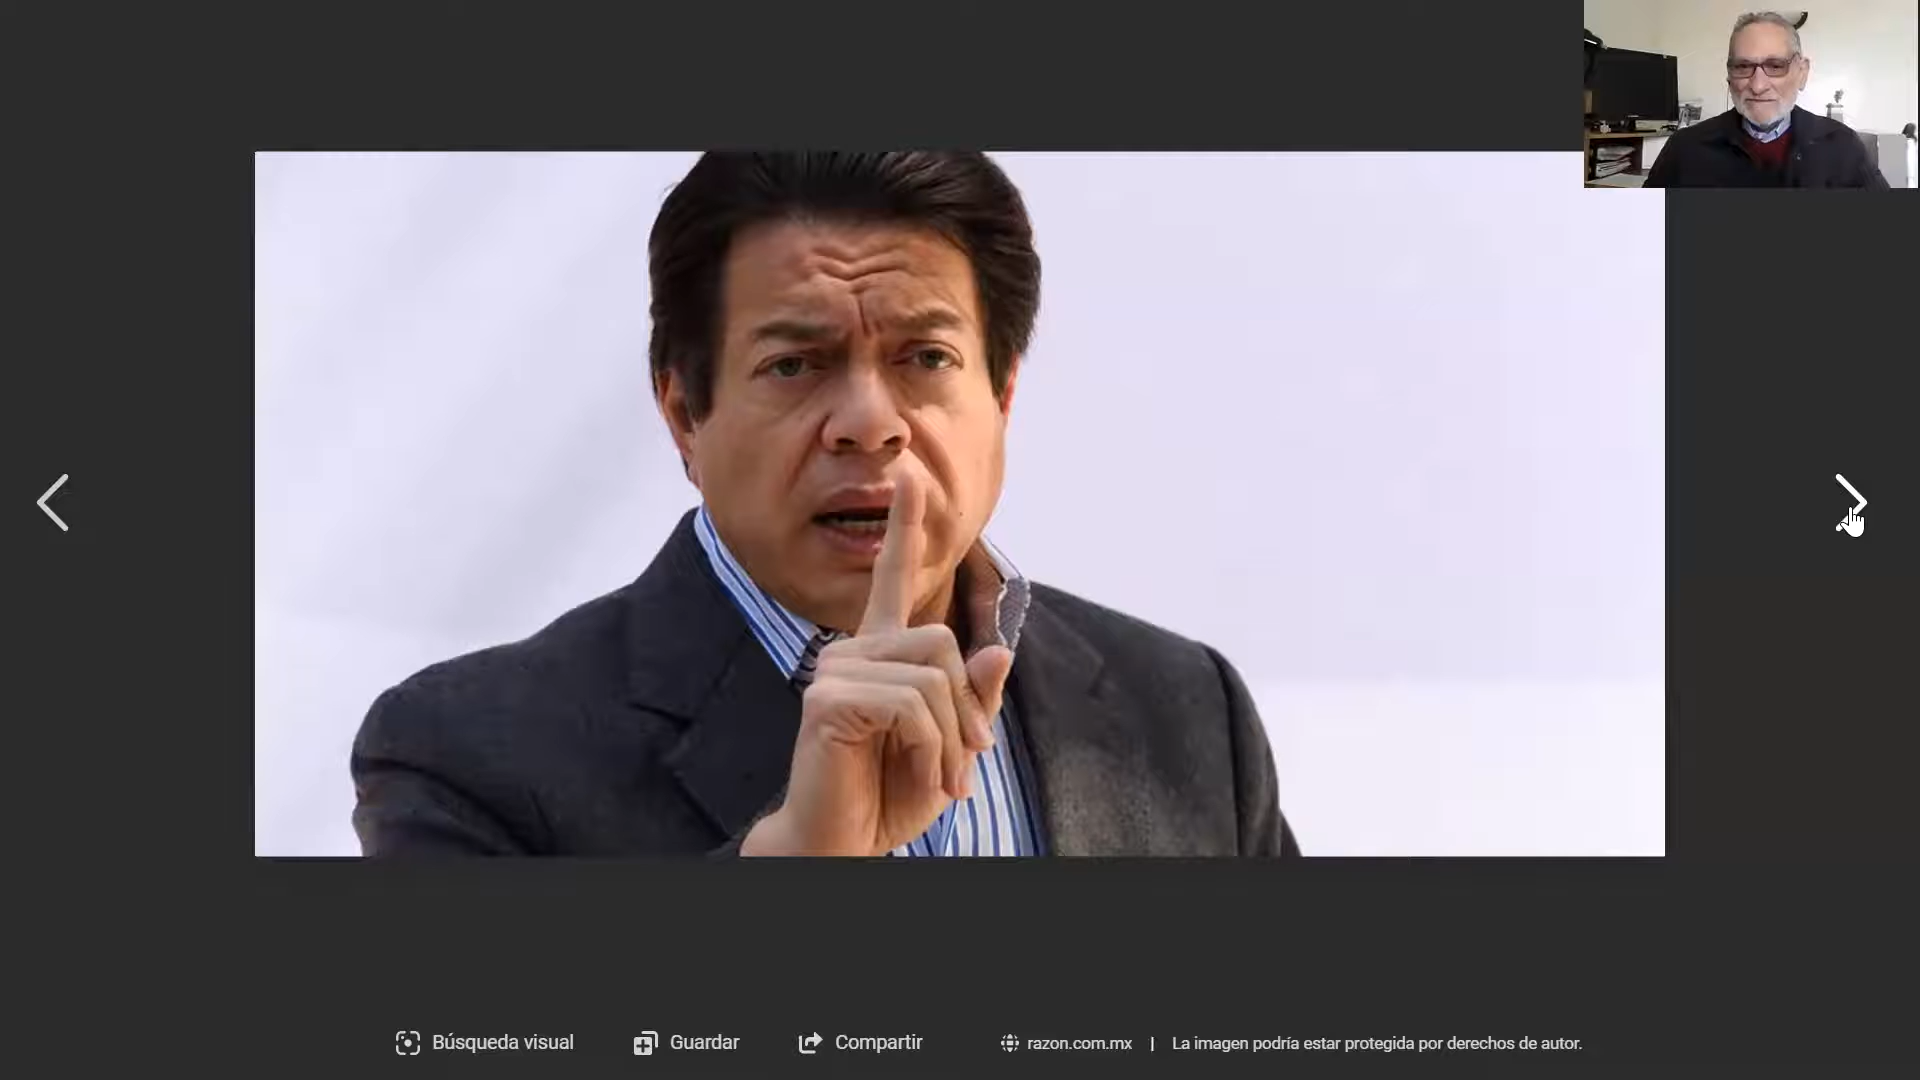 Búsqueda visual
Guardar
Compartir
razon.com.mx | La imagen podría estar protegida por derechos de autor.